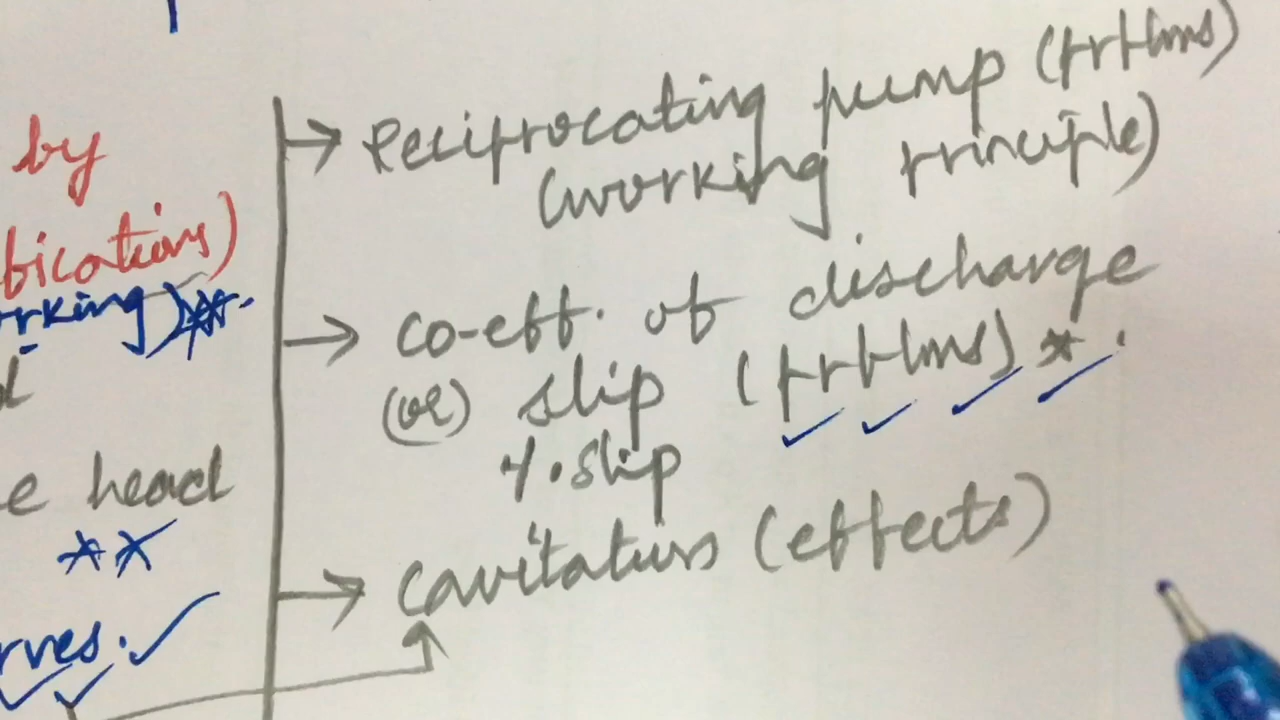 by
bications)
rking)**.
e head
**
rves.
→ Reciprocating pump (prblms)
(working principle)
→ co-eff. of discharge
(or) slip (prblms) *.
%.slip
→ cavitation (effects)